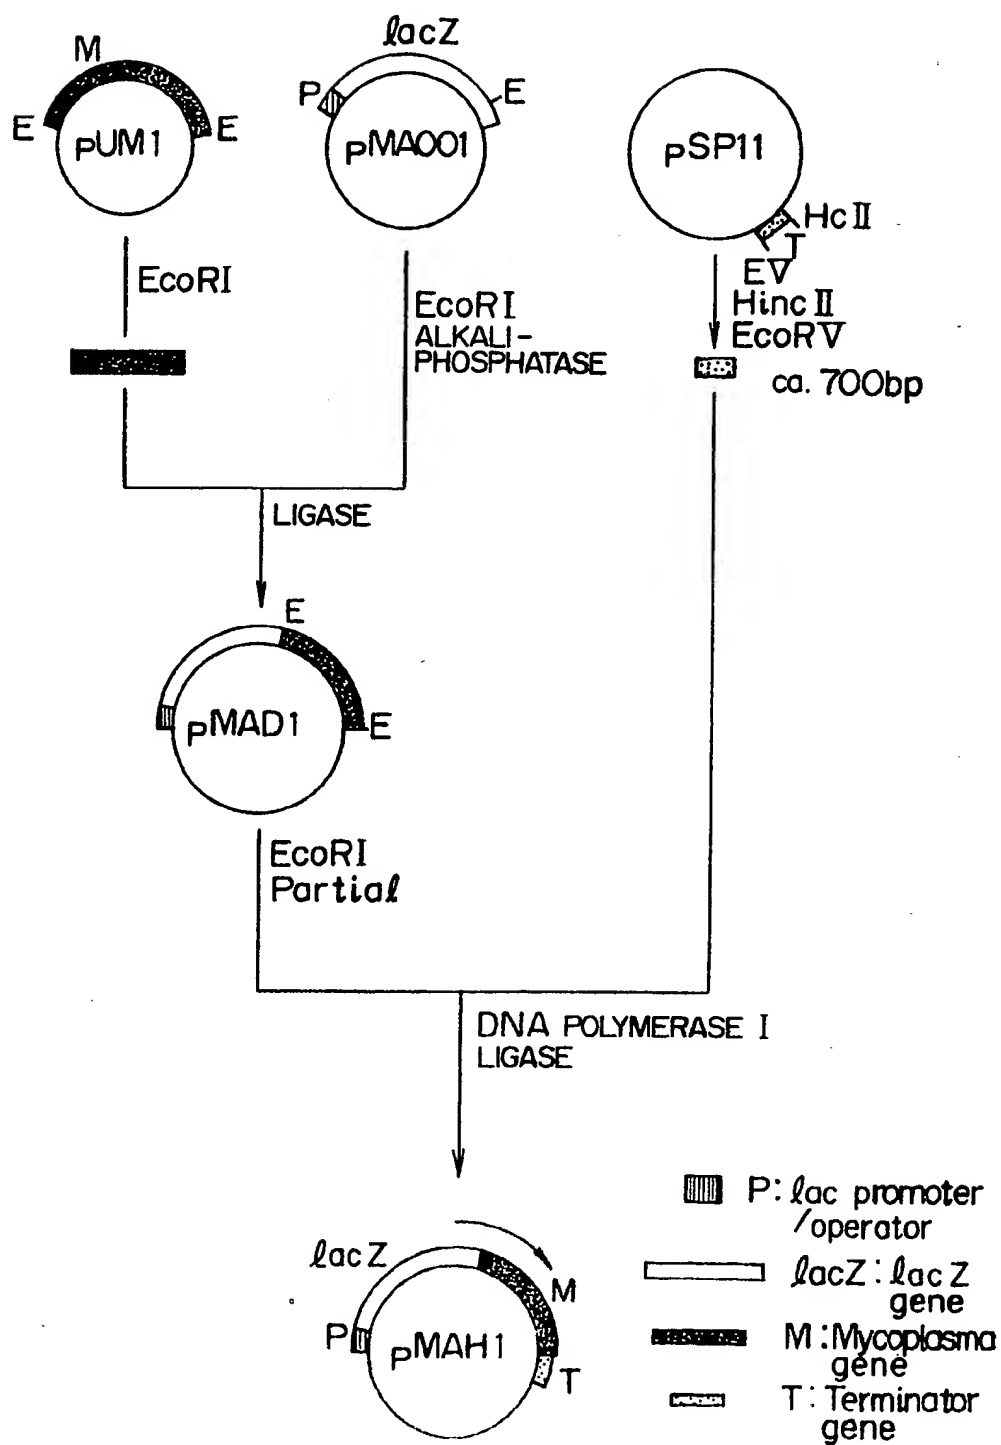 M
E
E
pUM1
lacZ
P
E
pMA001
pSP11
Hc II
T
EV
EcoRI
EcoRI
ALKALI-
PHOSPHATASE
Hinc II
EcoRV
ca. 700bp
LIGASE
E
E
pMAD1
EcoRI
Partial
DNA POLYMERASE I
LIGASE
lacZ
P
M
T
pMAH1
P: lac promoter
/operator
lacZ: lac Z
gene
M: Mycoplasma
gene
T: Terminator
gene